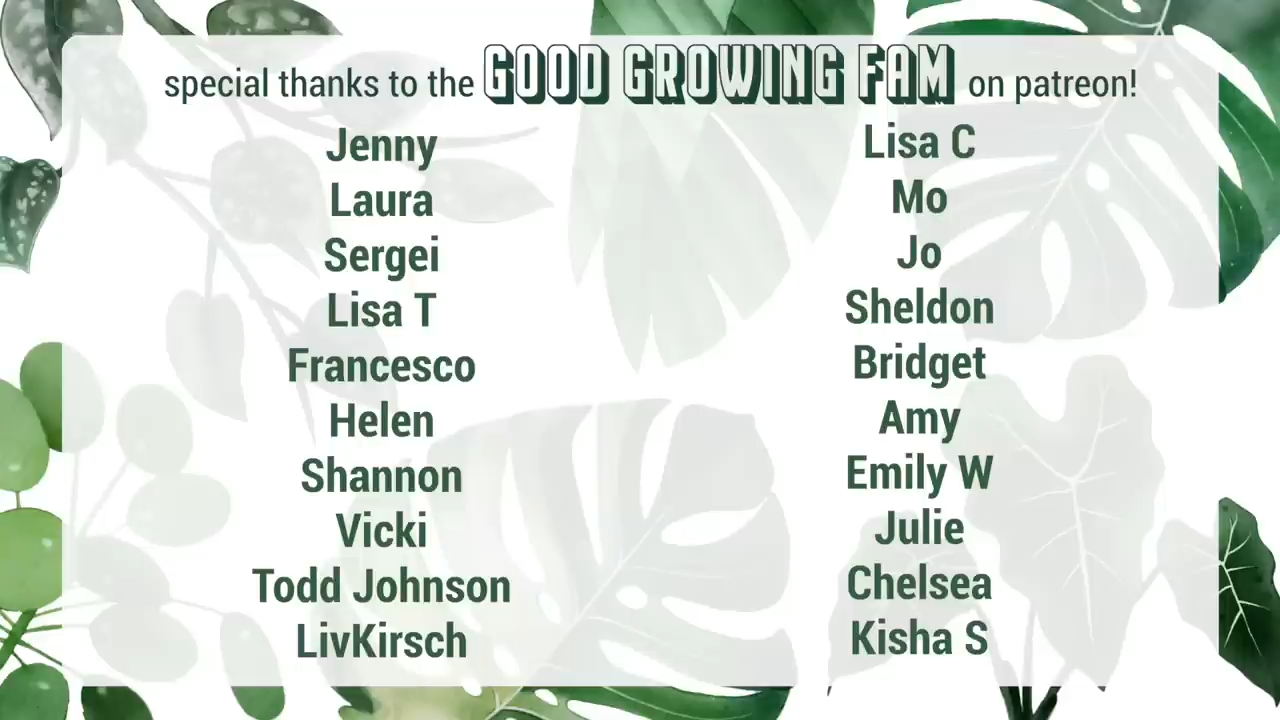 special thanks to the GOOD GROWING FAM on patreon!
Jenny
Laura
Sergei
Lisa T
Francesco
Helen
Shannon
Vicki
Todd Johnson
LivKirsch
Lisa C
Mo
Jo
Sheldon
Bridget
Amy
Emily W
Julie
Chelsea
Kisha S